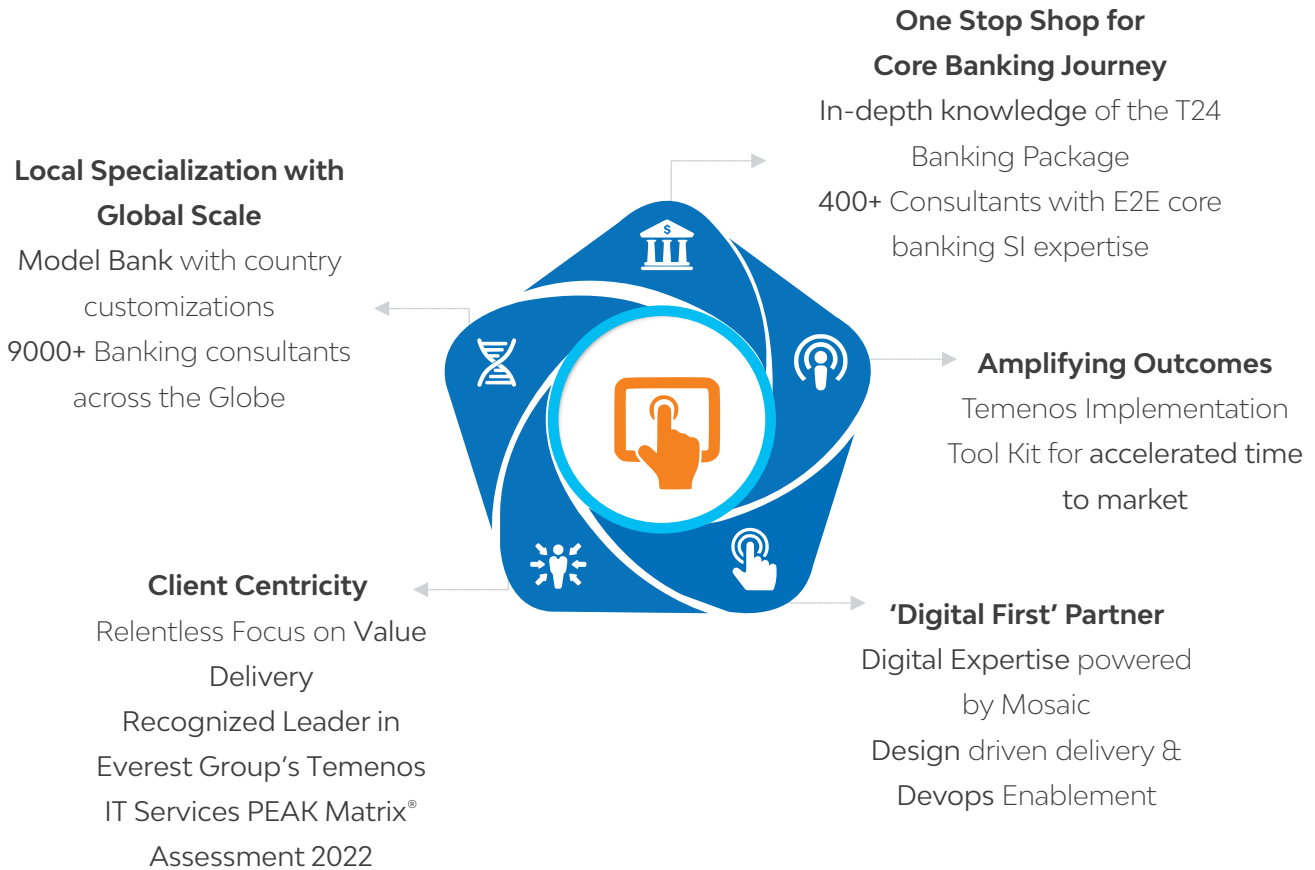 One Stop Shop for
Core Banking Journey
In-depth knowledge of the T24
Banking Package
400+ Consultants with E2E core
banking SI expertise
Local Specialization with
Global Scale
Model Bank with country
customizations
9000+ Banking consultants
across the Globe
$
Amplifying Outcomes
Temenos Implementation
Tool Kit for accelerated time
to market
Client Centricity
Relentless Focus on Value
Delivery
Recognized Leader in
Everest Group’s Temenos
IT Services PEAK Matrix®
Assessment 2022
‘Digital First’ Partner
Digital Expertise powered
by Mosaic
Design driven delivery &
Devops Enablement